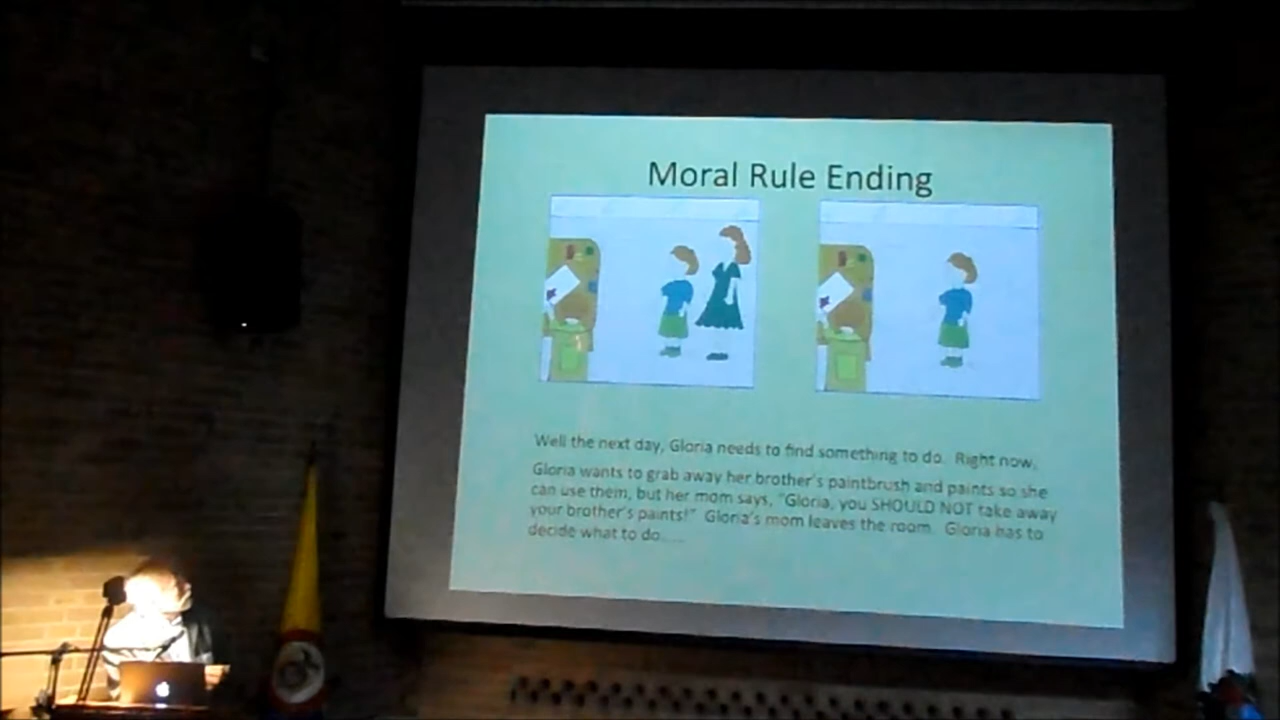 Moral Rule Ending
Well the next day, Gloria needs to find something to do. Right now,
Gloria wants to grab away her brother's paintbrush and paints so she
can use them, but her mom says, "Gloria, you SHOULD NOT take away
your brother's paints!" Gloria's mom leaves the room. Gloria has to
decide what to do.....